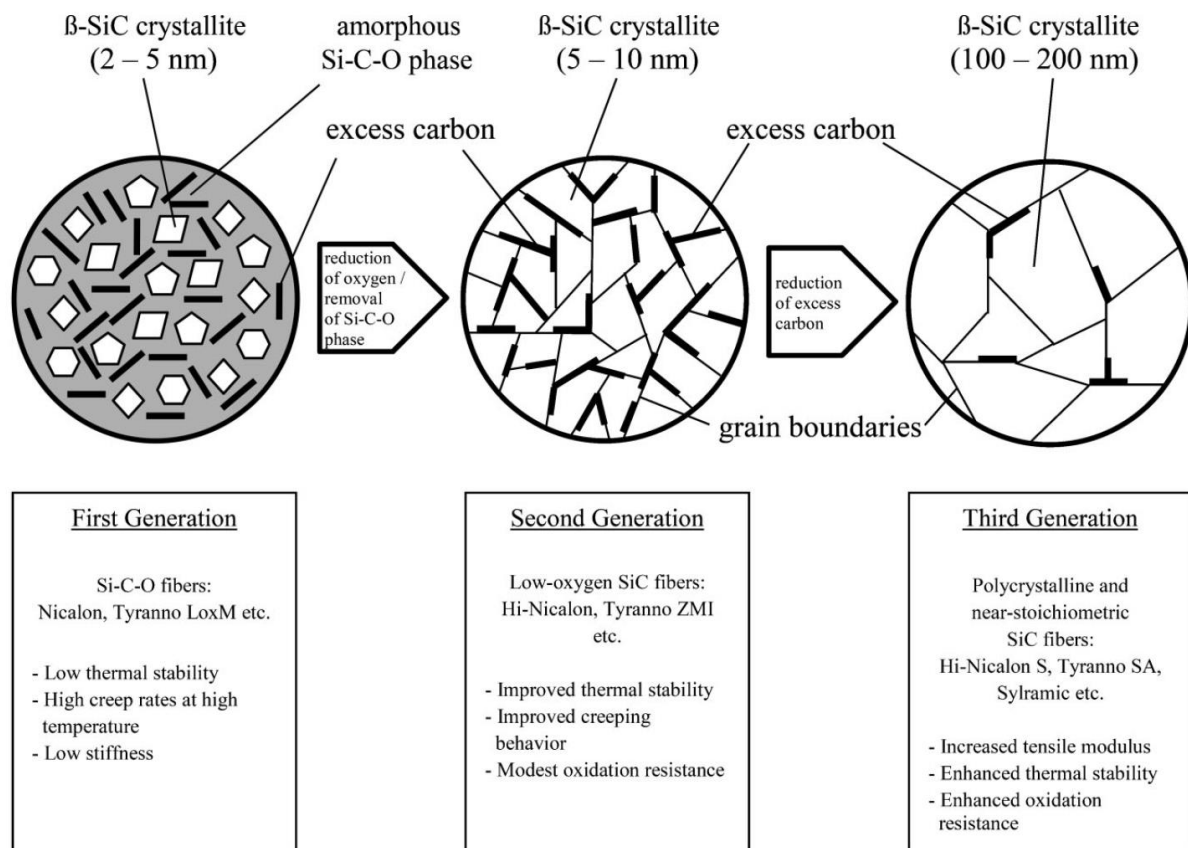 ß-SiC crystallite
(2 – 5 nm)
amorphous
Si-C-O phase
ß-SiC crystallite
(5 – 10 nm)
ß-SiC crystallite
(100 – 200 nm)
excess carbon
excess carbon
reduction
of oxygen /
removal
of Si-C-O
phase
reduction
of excess
carbon
grain boundaries
First Generation
Si-C-O fibers:
Nicalon, Tyranno LoxM etc.
- Low thermal stability
- High creep rates at high
temperature
- Low stiffness
Second Generation
Low-oxygen SiC fibers:
Hi-Nicalon, Tyranno ZMI
etc.
- Improved thermal stability
- Improved creeping
behavior
- Modest oxidation resistance
Third Generation
Polycrystalline and
near-stoichiometric
SiC fibers:
Hi-Nicalon S, Tyranno SA,
Sylramic etc.
- Increased tensile modulus
- Enhanced thermal stability
- Enhanced oxidation
resistance